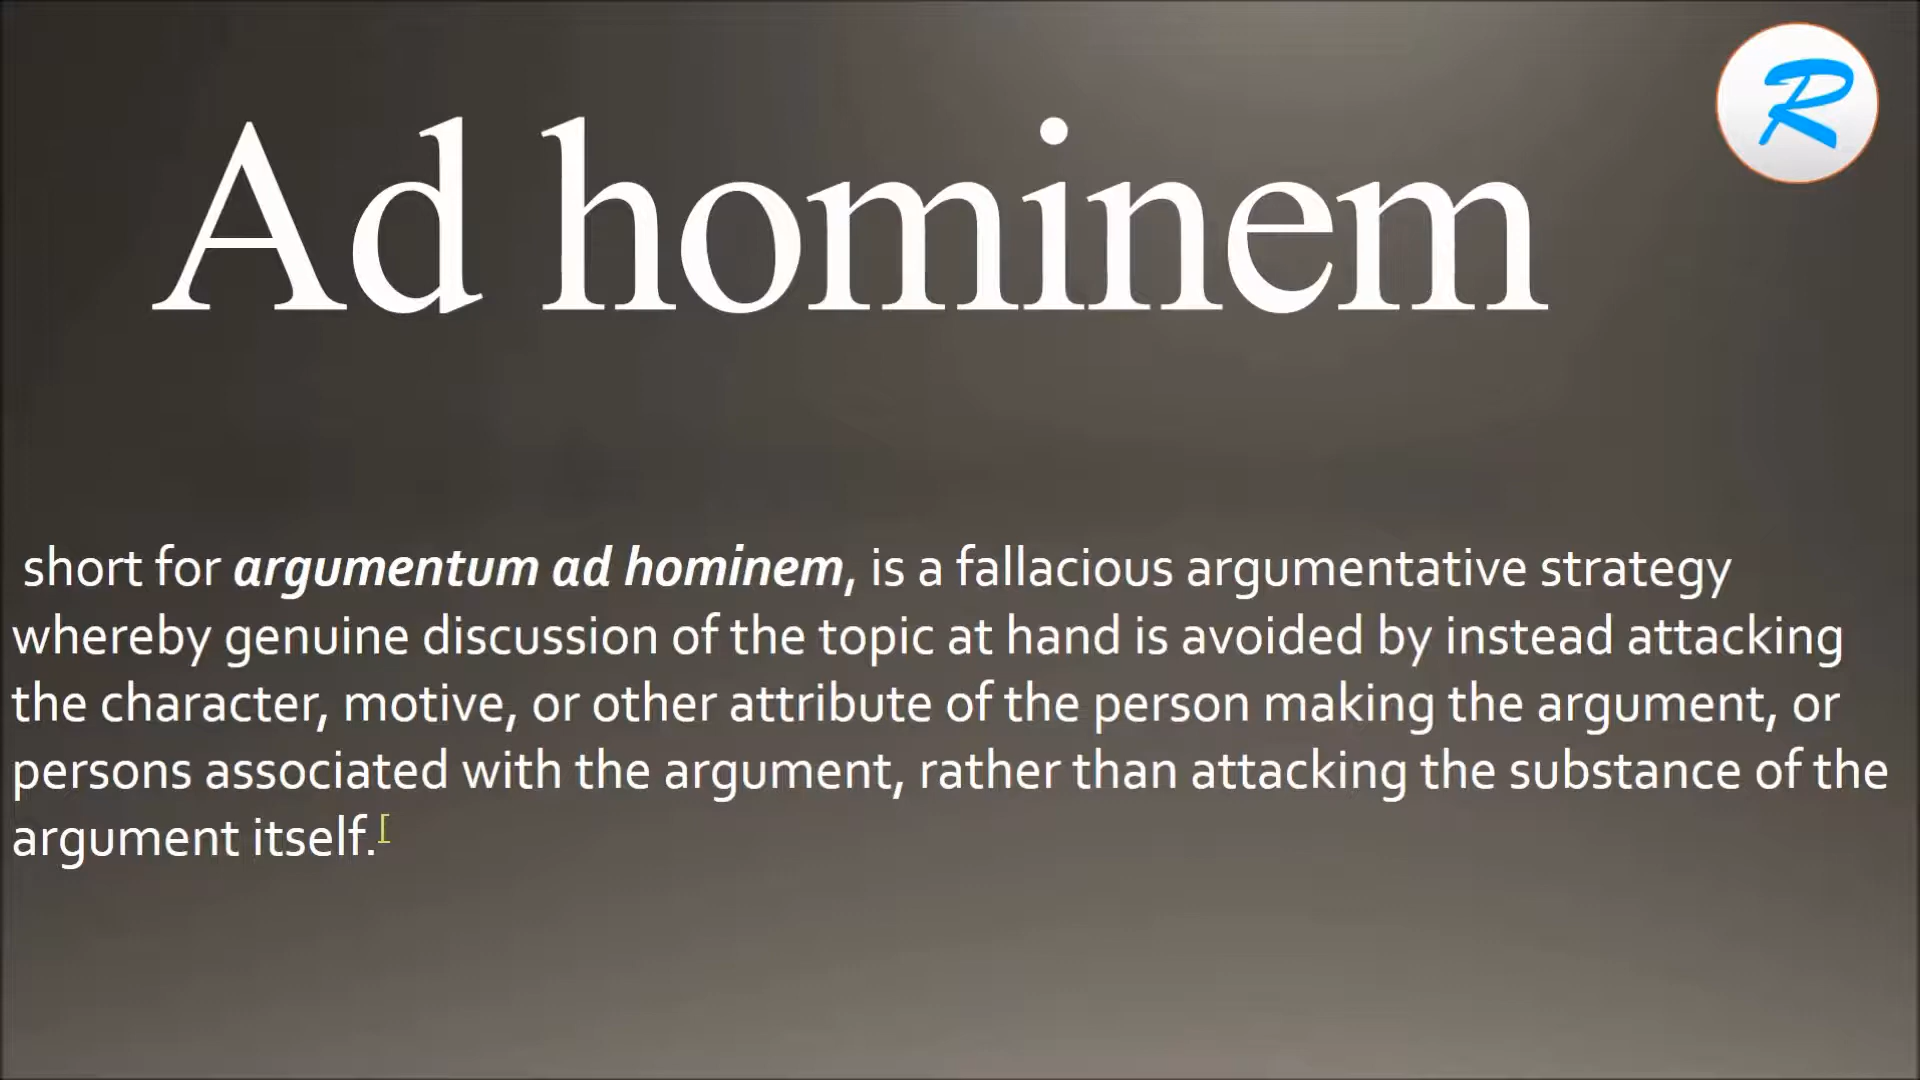 R
Ad hominem
short for argumentum ad hominem, is a fallacious argumentative strategy
whereby genuine discussion of the topic at hand is avoided by instead attacking
the character, motive, or other attribute of the person making the argument, or
persons associated with the argument, rather than attacking the substance of the
argument itself.[